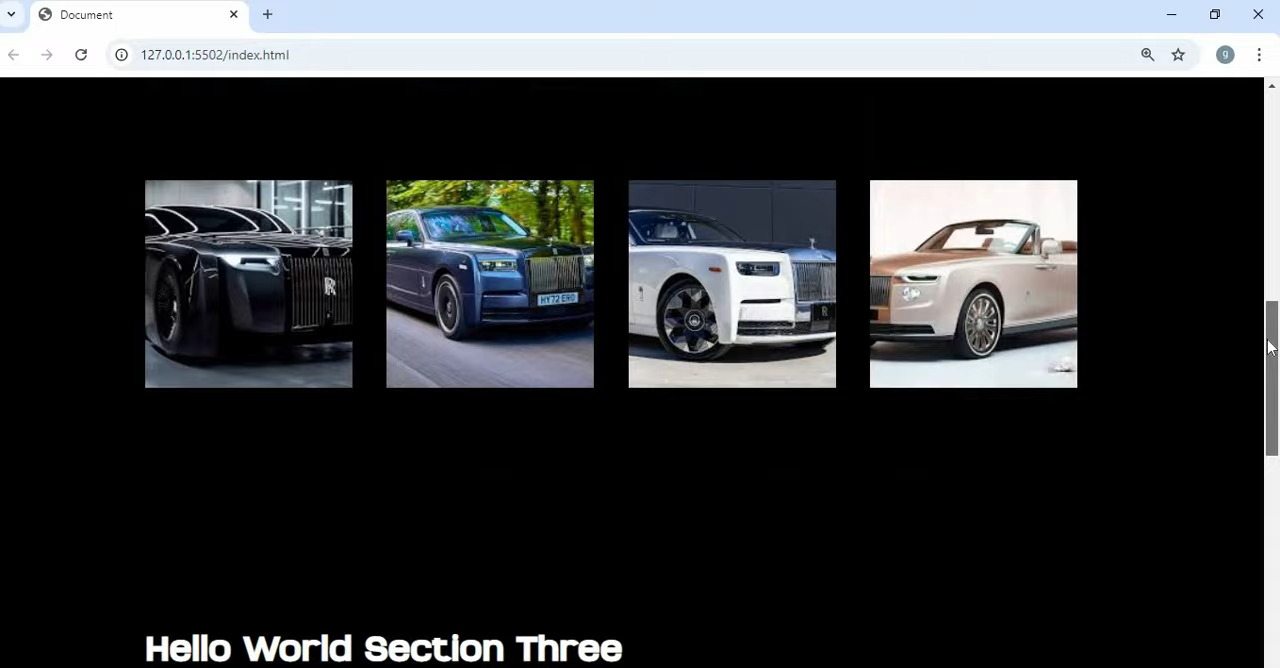 Document
127.0.0.1:5502/index.html
g
HY72 ERO
Hello World Section Three